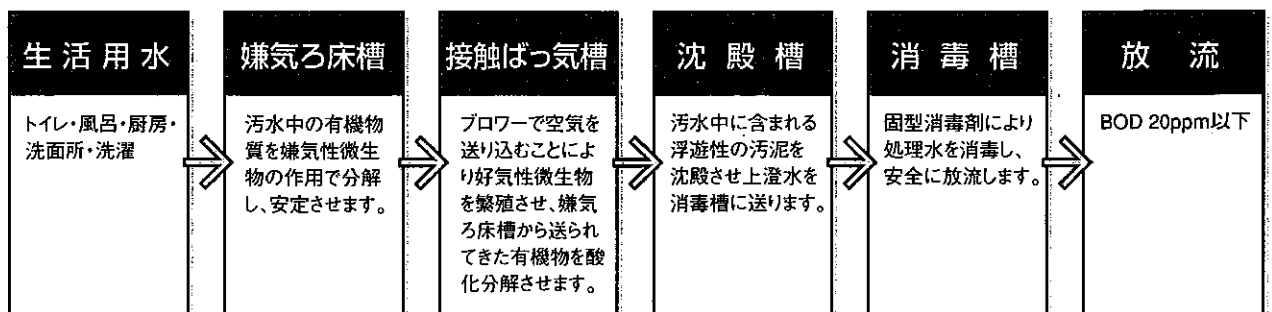 生活用水
トイレ・風呂・厨房・
洗面所・洗濯
嫌気ろ床槽
汚水中の有機物
質を嫌気性微生
物の作用で分解
し、安定させます。
接触ばっ気槽
ブロワーで空気を
送り込むことによ
り好気性微生物
を繁殖させ、嫌気
ろ床槽から送られ
てきた有機物を酸
化分解させます。
沈殿槽
汚水中に含まれる
浮遊性の汚泥を
沈殿させ上澄水を
消毒槽に送ります。
消毒槽
固型消毒剤により
処理水を消毒し、
安全に放流します。
放流
BOD 20ppm以下